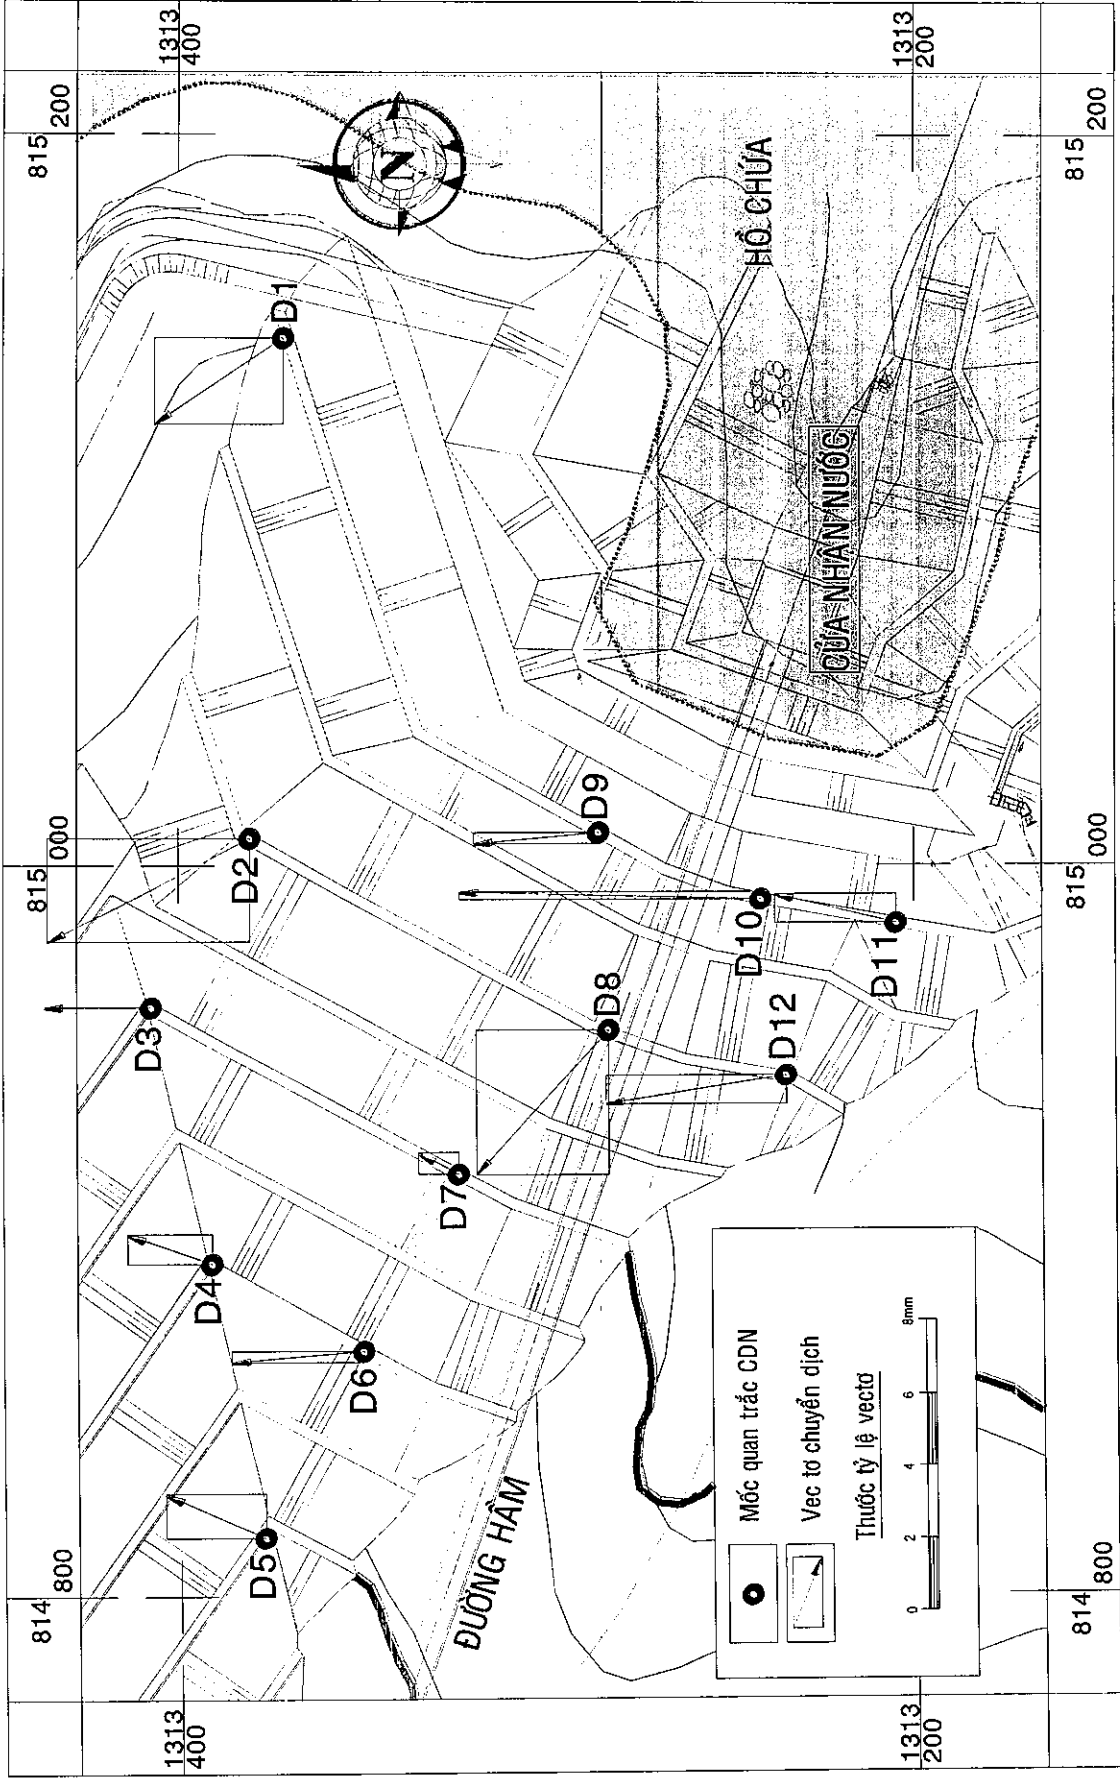 1313
400
1313
200
815
200
815
200
N
HỒ CHỨA
D1
CỬA NHẬN NƯỚC
D2
D9
815
000
815
000
D3
D10
D11
D8
D12
D7
D4
D6
D5
ĐƯỜNG HẦM
Mốc quan trắc CDN
Vec tơ chuyển dịch
Thước tỷ lệ vectơ
0 2 4 6 8mm
814
800
814
800
1313
400
1313
200